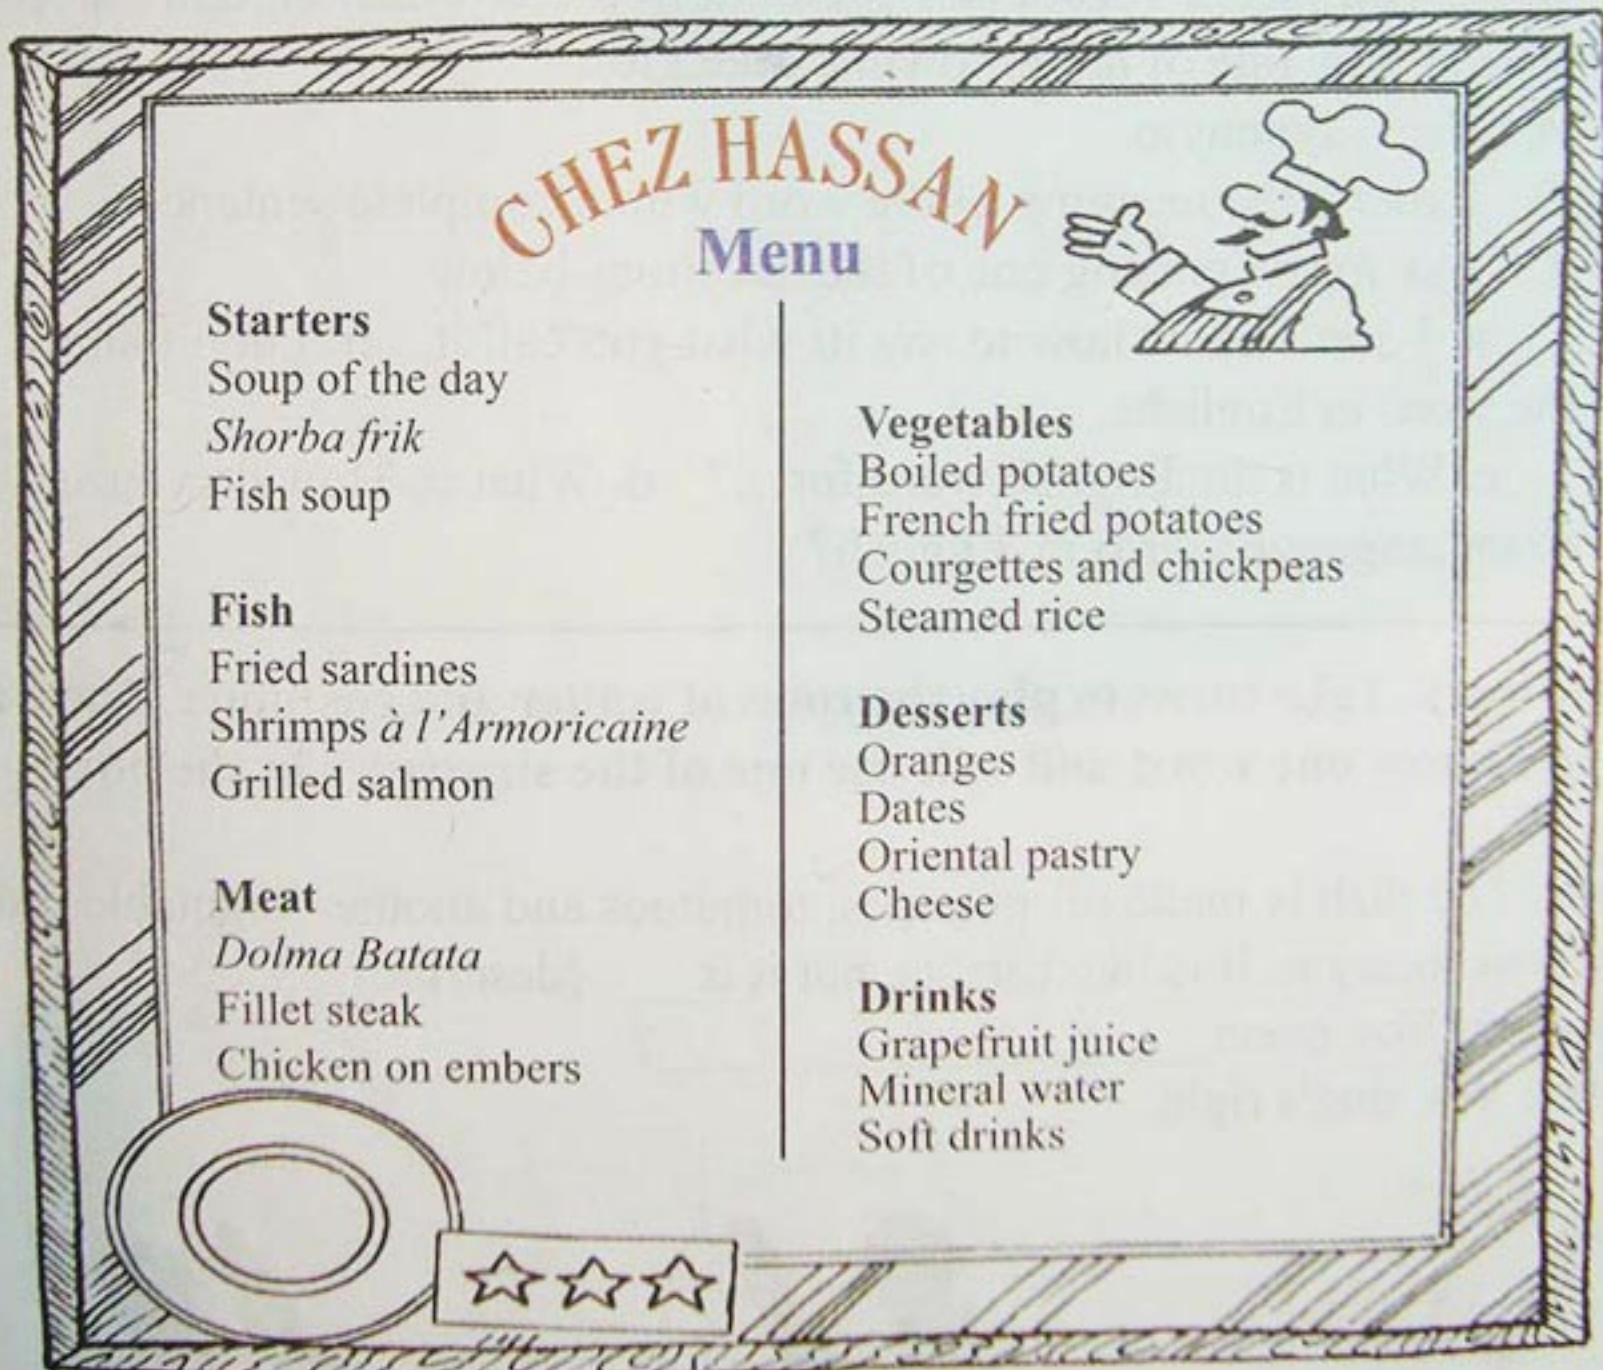 CHEZ HASSAN
Menu
Starters
Soup of the day
Shorba frik
Fish soup
Fish
Fried sardines
Shrimps à l'Armoricaine
Grilled salmon
Meat
Dolma Batata
Fillet steak
Chicken on embers
Vegetables
Boiled potatoes
French fried potatoes
Courgettes and chickpeas
Steamed rice
Desserts
Oranges
Dates
Oriental pastry
Cheese
Drinks
Grapefruit juice
Mineral water
Soft drinks